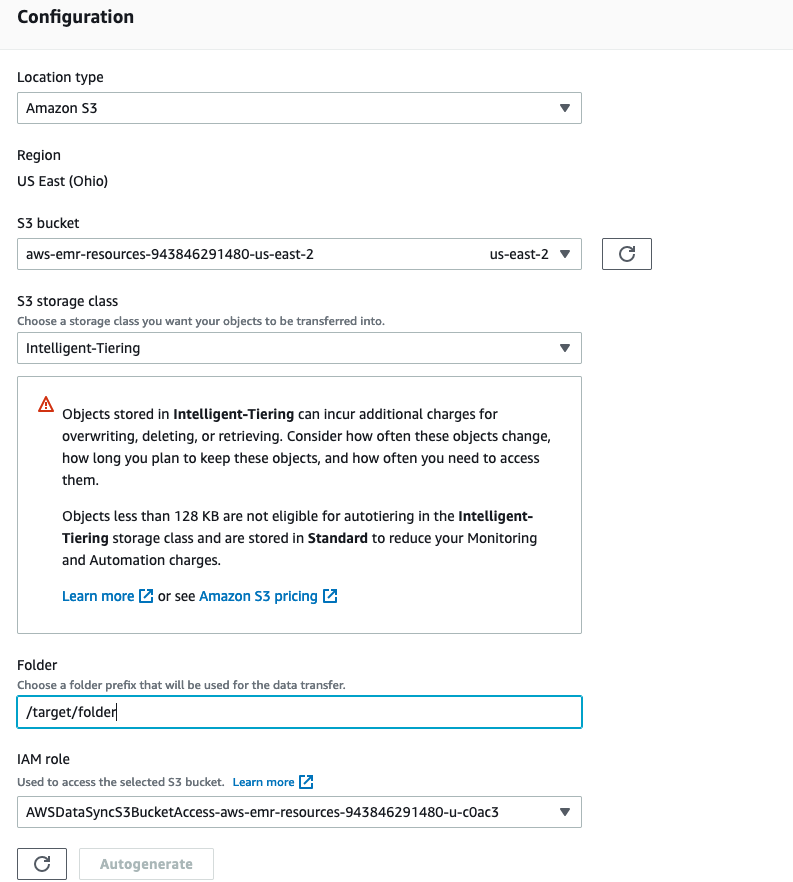 Configuration
Location type
Amazon S3
Region
US East (Ohio)
S3 bucket
aws-emr-resources-943846291480-us-east-2 us-east-2
S3 storage class
Choose a storage class you want your objects to be transferred into.
Intelligent-Tiering
Objects stored in Intelligent-Tiering can incur additional charges for
overwriting, deleting, or retrieving. Consider how often these objects change,
how long you plan to keep these objects, and how often you need to access
them.
Objects less than 128 KB are not eligible for autotiering in the Intelligent-
Tiering storage class and are stored in Standard to reduce your Monitoring
and Automation charges.
Learn more or see Amazon S3 pricing
Folder
Choose a folder prefix that will be used for the data transfer.
/target/folder
IAM role
Used to access the selected S3 bucket. Learn more
AWSDataSyncS3BucketAccess-aws-emr-resources-943846291480-u-c0ac3
Autogenerate